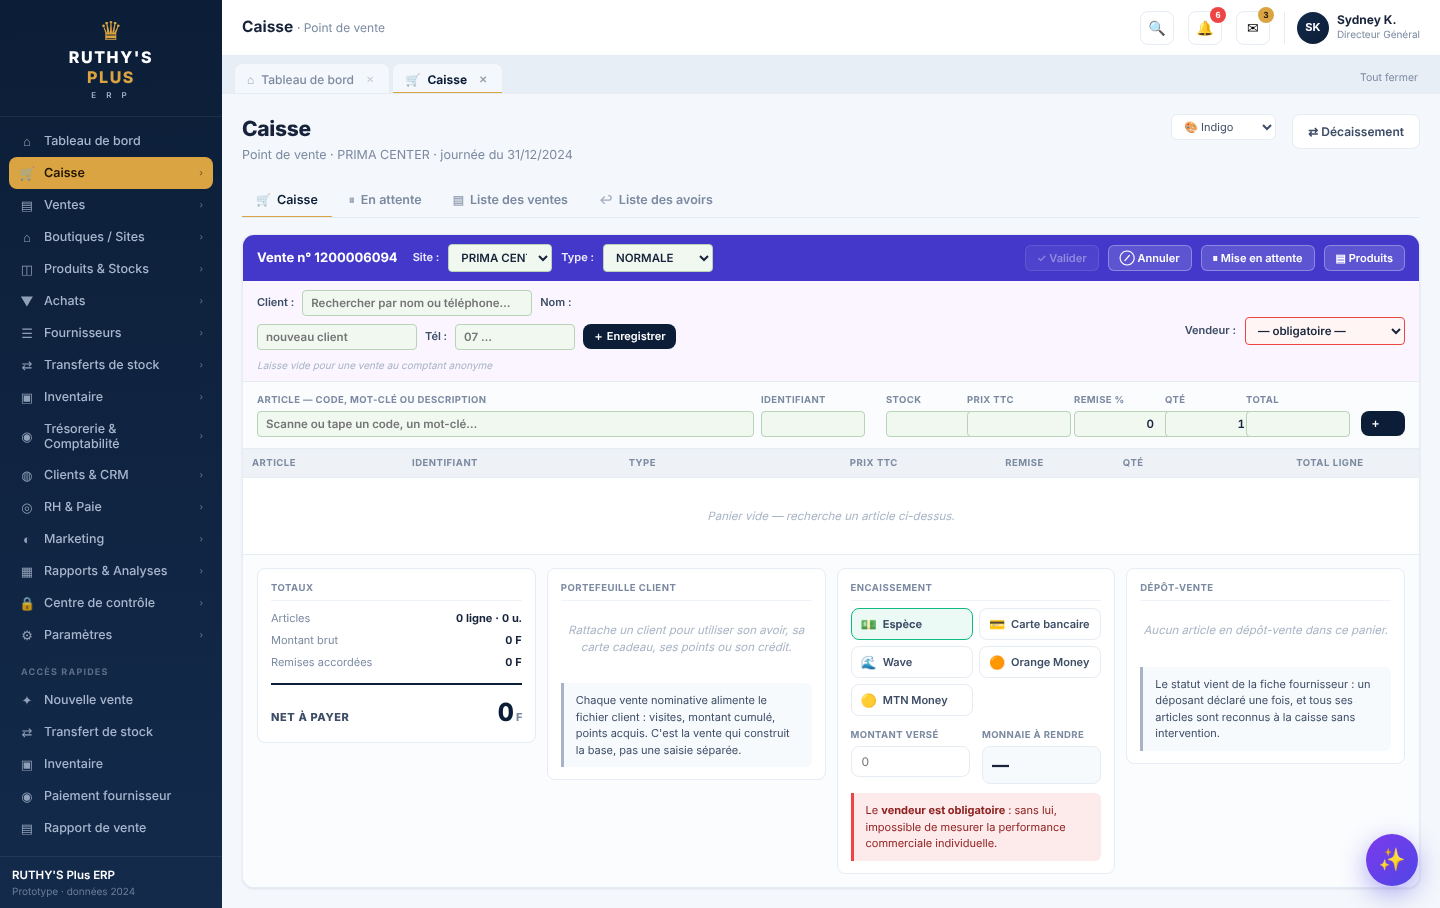 RUTHY'S
PLUS
E R P
Tableau de bord
Caisse
Ventes
Boutiques / Sites
Produits & Stocks
Achats
Fournisseurs
Transferts de stock
Inventaire
Trésorerie &
Comptabilité
Clients & CRM
RH & Paie
Marketing
Rapports & Analyses
Centre de contrôle
Paramètres
ACCÈS RAPIDES
Nouvelle vente
Transfert de stock
Inventaire
Paiement fournisseur
Rapport de vente
RUTHY'S Plus ERP
Prototype · données 2024
Caisse · Point de vente
6
3
SK
Sydney K.
Directeur Général
Tableau de bord ×
Caisse ×
Tout fermer
Caisse
Point de vente · PRIMA CENTER · journée du 31/12/2024
Indigo
⇄ Décaissement
Caisse
En attente
Liste des ventes
Liste des avoirs
Vente n° 1200006094
Site : PRIMA CEN
Type : NORMALE
✓ Valider
Annuler
Mise en attente
Produits
Client : Rechercher par nom ou téléphone... Nom :
nouveau client Tél : 07 ... + Enregistrer
Vendeur : — obligatoire —
Laisse vide pour une vente au comptant anonyme
ARTICLE — CODE, MOT-CLÉ OU DESCRIPTION IDENTIFIANT STOCK PRIX TTC REMISE % QTÉ TOTAL
Scanne ou tape un code, un mot-clé... 0 1 +
ARTICLE IDENTIFIANT TYPE PRIX TTC REMISE QTÉ TOTAL LIGNE
Panier vide — recherche un article ci-dessus.
TOTAUX
Articles 0 ligne · 0 u.
Montant brut 0 F
Remises accordées 0 F
NET À PAYER 0 F
PORTEFEUILLE CLIENT
Rattache un client pour utiliser son avoir, sa
carte cadeau, ses points ou son crédit.
Chaque vente nominative alimente le
fichier client : visites, montant cumulé,
points acquis. C'est la vente qui construit
la base, pas une saisie séparée.
ENCAISSEMENT
Espèce
Carte bancaire
Wave
Orange Money
MTN Money
MONTANT VERSÉ MONNAIE À RENDRE
0 —
Le vendeur est obligatoire : sans lui,
impossible de mesurer la performance
commerciale individuelle.
DÉPÔT-VENTE
Aucun article en dépôt-vente dans ce panier.
Le statut vient de la fiche fournisseur : un
déposant déclaré une fois, et tous ses
articles sont reconnus à la caisse sans
intervention.